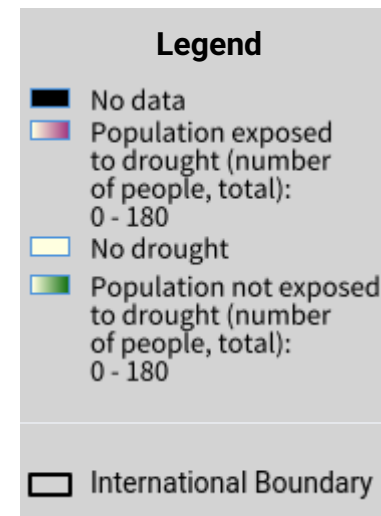 Legend
No data
Population exposed
to drought (number
of people, total):
0 - 180
No drought
Population not exposed
to drought (number
of people, total):
0 - 180
International Boundary